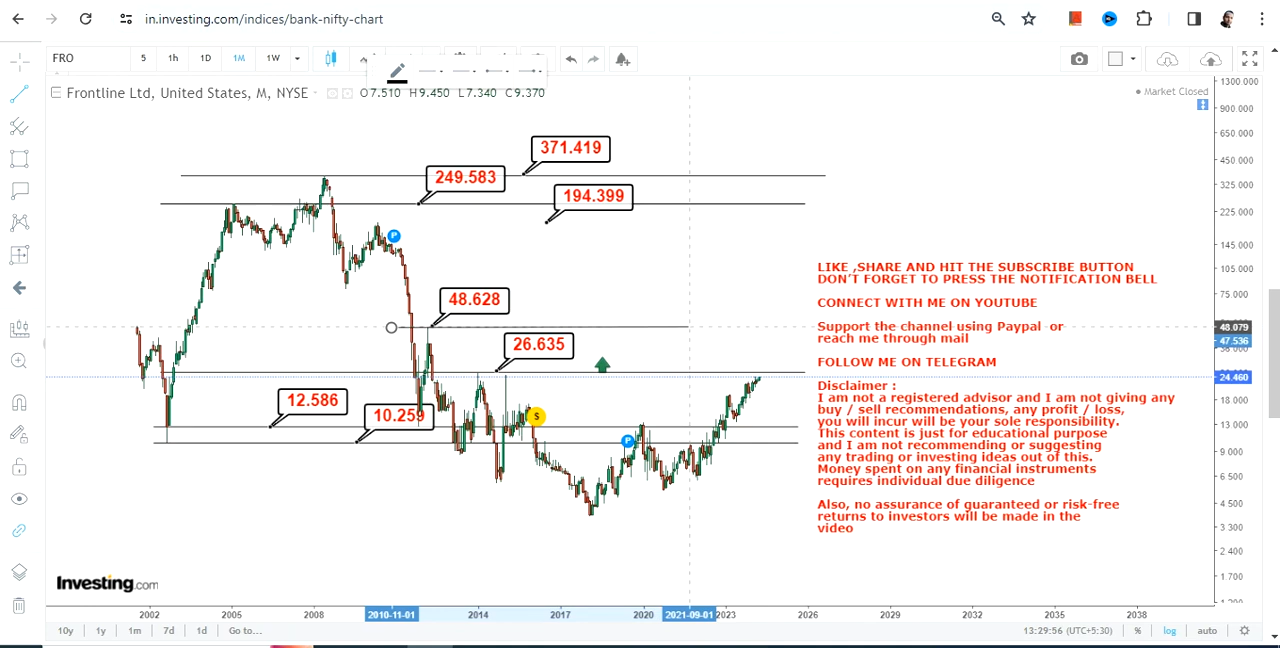 in.investing.com/indices/bank-nifty-chart
FRO 5 1h 1D 1M 1W
Frontline Ltd, United States, M, NYSE O7.510 H9.450 L7.340 C9.370
Market Closed
371.419
249.583
194.399
48.628
26.635
12.586
10.259
P
$
P
LIKE ,SHARE AND HIT THE SUBSCRIBE BUTTON
DON'T FORGET TO PRESS THE NOTIFICATION BELL
CONNECT WITH ME ON YOUTUBE
Support the channel using Paypal or
reach me through mail
FOLLOW ME ON TELEGRAM
Disclaimer :
I am not a registered advisor and I am not giving any
buy / sell recommendations, any profit / loss,
you will incur will be your sole responsibility.
This content is just for educational purpose
and I am not recommending or suggesting
any trading or investing ideas out of this.
Money spent on any financial instruments
requires individual due diligence
Also, no assurance of guaranteed or risk-free
returns to investors will be made in the
video
1300.000
900.000
650.000
450.000
325.000
225.000
145.000
105.000
75.000
48.079
47.536
24.460
18.000
13.000
9.000
6.500
4.500
3.300
2.400
1.700
Investing.com
2002 2005 2008 2010-11-01 2014 2017 2020 2021-09-01 2023 2026 2029 2032 2035 2038
10y 1y 1m 7d 1d Go to... 13:29:56 (UTC+5:30) % log auto